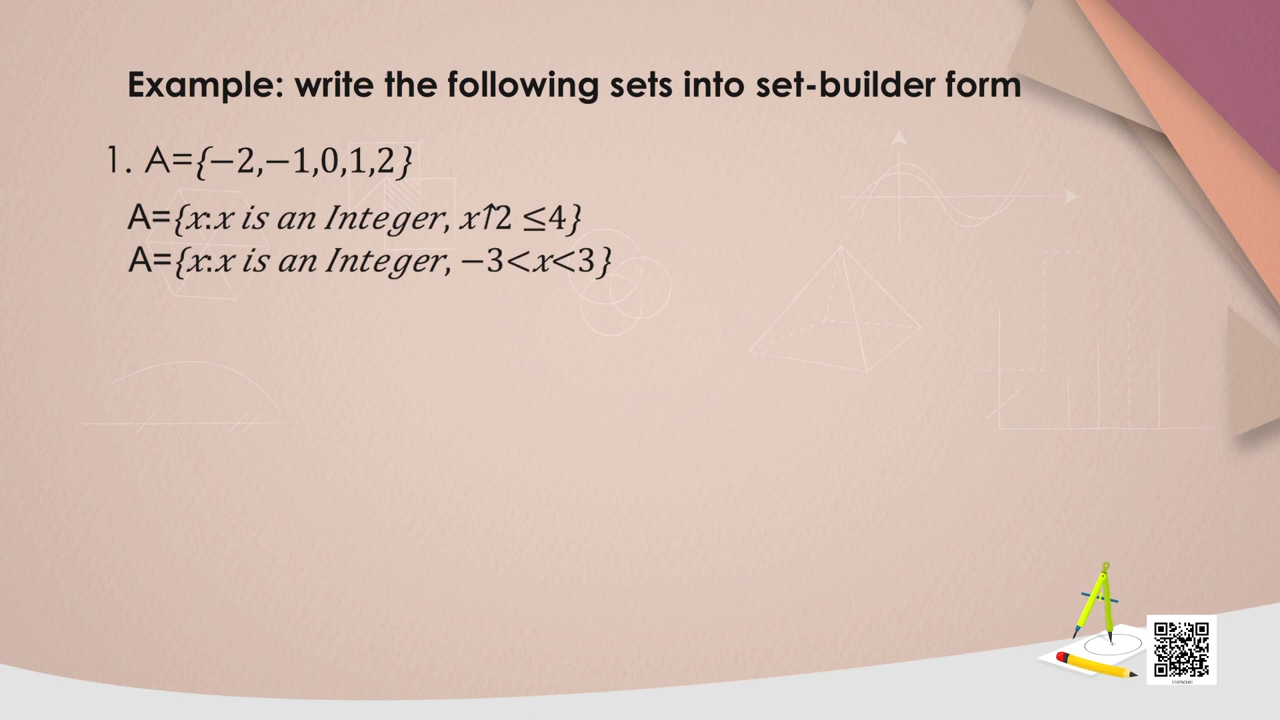 Example: write the following sets into set-builder form
1. A={−2,−1,0,1,2}
A={x:x is an Integer, x↑2 ≤4}
A={x:x is an Integer, −3<x<3}